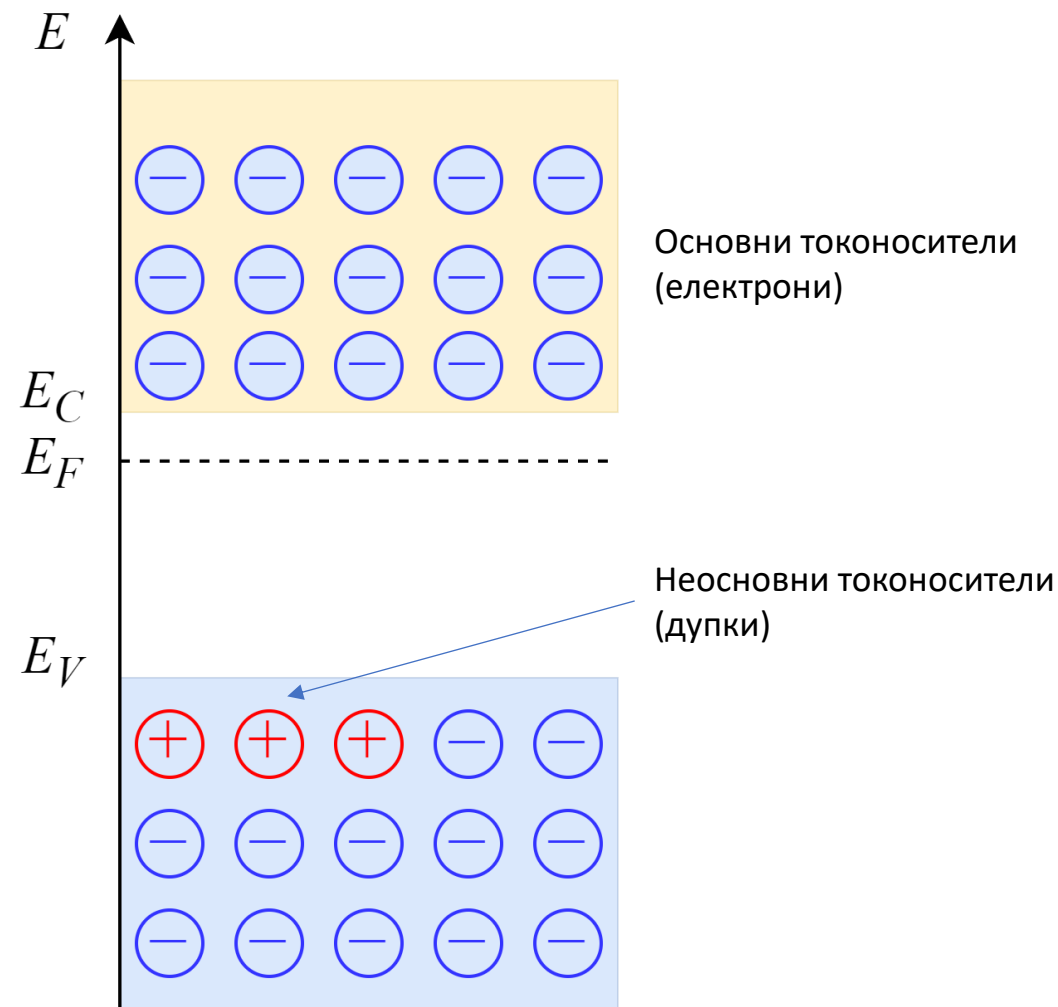 E
Основни токоносители
(електрони)
E_C
E_F
Неосновни токоносители
(дупки)
E_V